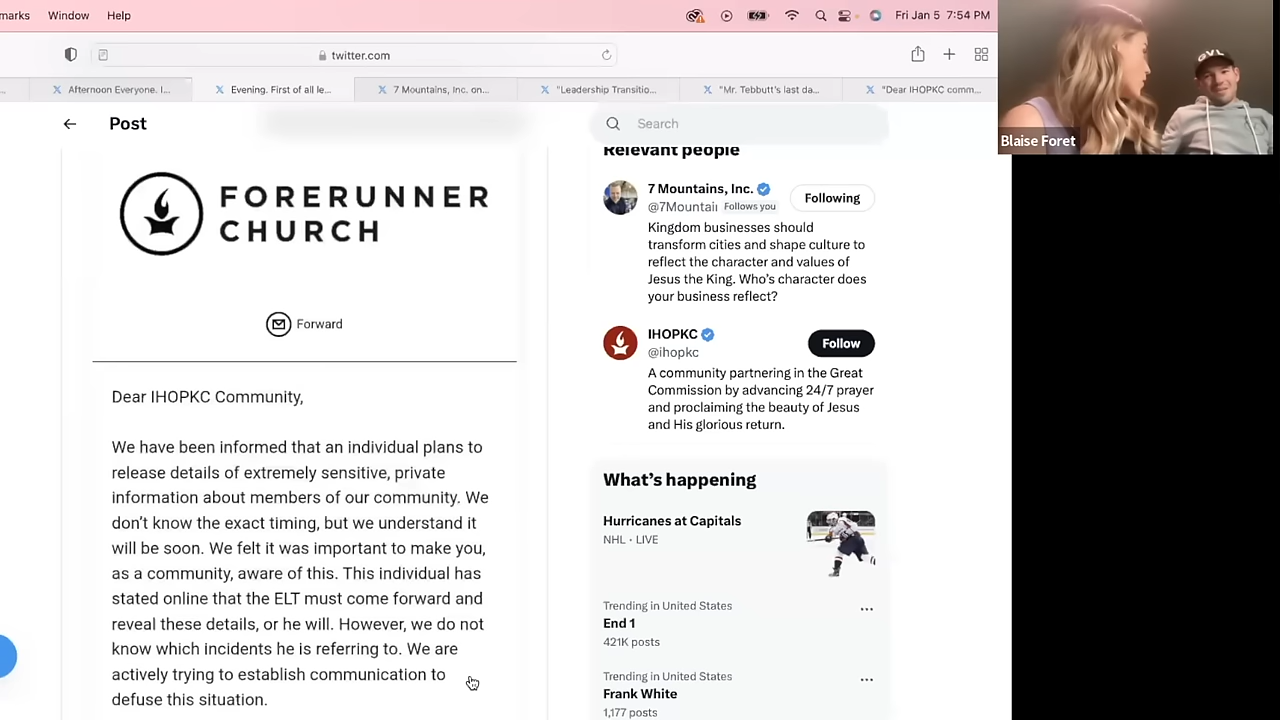 marks Window Help Fri Jan 5 7:54 PM
twitter.com
Afternoon Everyone. I... Evening. First of all le... 7 Mountains, Inc. on... "Leadership Transitio... "Mr. Tebbutt's last da... "Dear IHOPKC comm...
Post
Search
FORERUNNER
CHURCH
Forward
Dear IHOPKC Community,
We have been informed that an individual plans to
release details of extremely sensitive, private
information about members of our community. We
don't know the exact timing, but we understand it
will be soon. We felt it was important to make you,
as a community, aware of this. This individual has
stated online that the ELT must come forward and
reveal these details, or he will. However, we do not
know which incidents he is referring to. We are
actively trying to establish communication to
defuse this situation.
Relevant people
7 Mountains, Inc.
@7Mountai Follows you
Following
Kingdom businesses should
transform cities and shape culture to
reflect the character and values of
Jesus the King. Who's character does
your business reflect?
IHOPKC
@ihopkc
Follow
A community partnering in the Great
Commission by advancing 24/7 prayer
and proclaiming the beauty of Jesus
and His glorious return.
What's happening
Hurricanes at Capitals
NHL · LIVE
Trending in United States
End 1
421K posts
Trending in United States
Frank White
1,177 posts
GVL
Blaise Foret